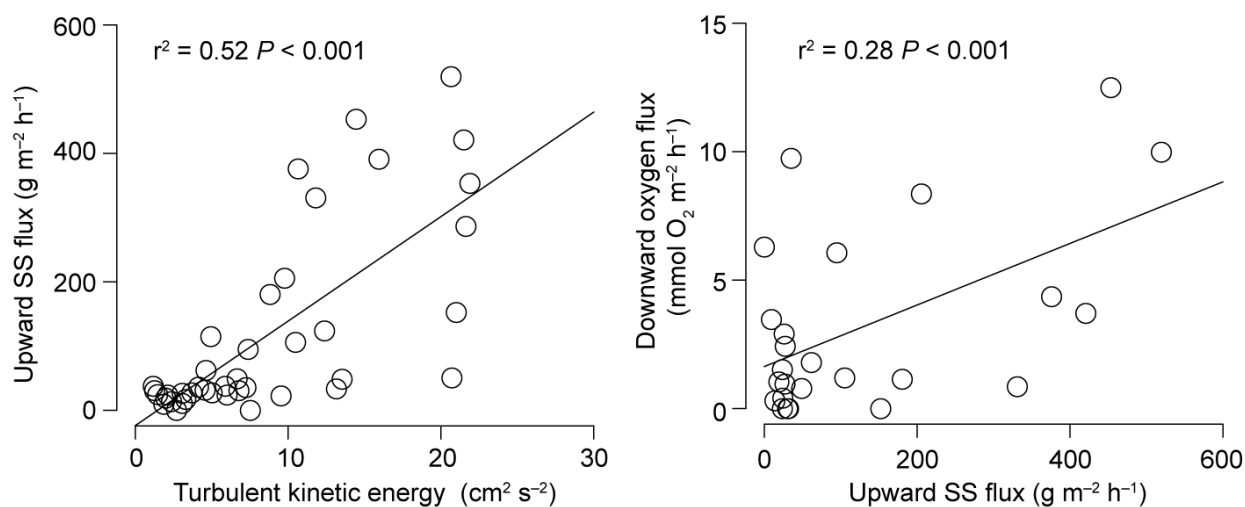 600
400
200
0
Upward SS flux (g m⁻² h⁻¹)
r² = 0.52 P < 0.001
0 10 20 30
Turbulent kinetic energy (cm² s⁻²)
15
10
5
0
Downward oxygen flux
(mmol O₂ m⁻² h⁻¹)
r² = 0.28 P < 0.001
0 200 400 600
Upward SS flux (g m⁻² h⁻¹)